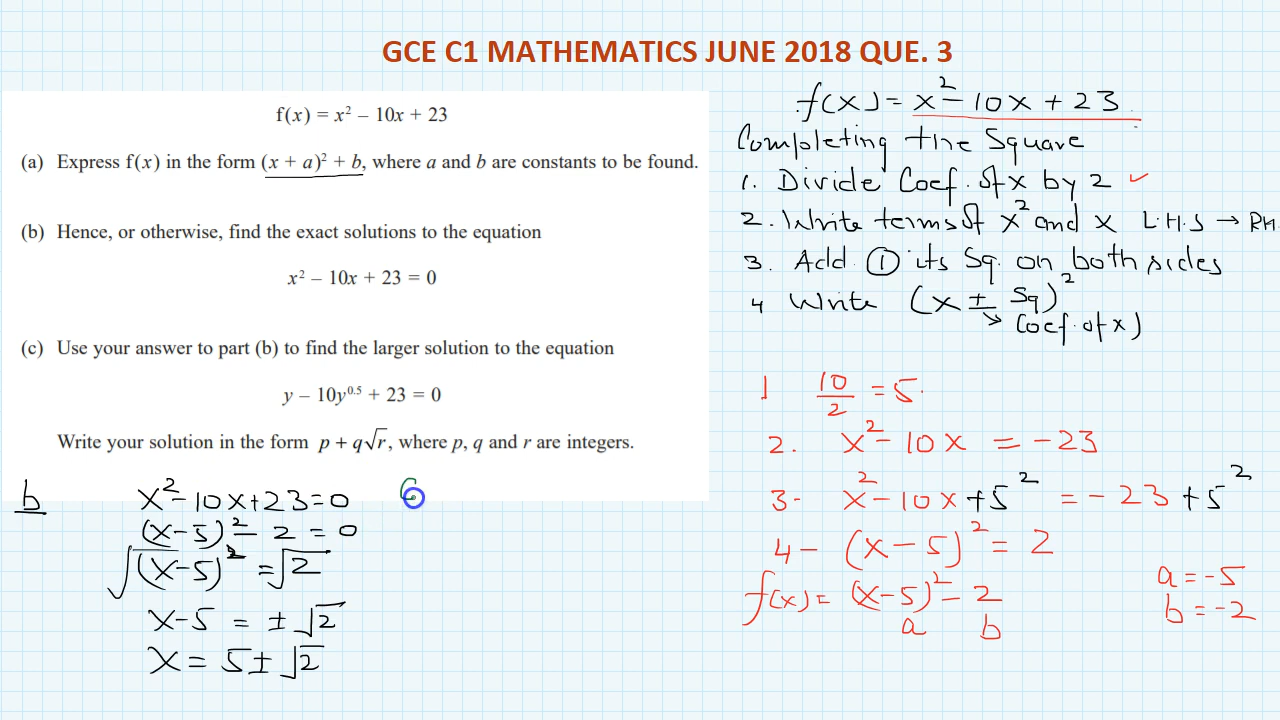 GCE C1 MATHEMATICS JUNE 2018 QUE. 3
f(x) = x² – 10x + 23
(a) Express f(x) in the form (x + a)² + b, where a and b are constants to be found.
(b) Hence, or otherwise, find the exact solutions to the equation
x² – 10x + 23 = 0
(c) Use your answer to part (b) to find the larger solution to the equation
y – 10y⁰·⁵ + 23 = 0
Write your solution in the form p + q√r, where p, q and r are integers.
b
x² - 10x + 23 = 0
(x - 5)² - 2 = 0
√(x - 5)² = √2
x - 5 = ± √2
x = 5 ± √2
f(x) = x² - 10x + 23
Completing the Square
1. Divide Coef. of x by 2 ✓
2. Write terms of x² and x L.H.S → RH
3. Add ① its Sq. on both sides
4 Write (x ± Sq)²
Coef. of x)
1 10/2 = 5
2. x² - 10x = -23
3- x² - 10x + 5² = -23 + 5²
4 - (x - 5)² = 2
f(x) = (x - 5)² - 2
a b
a = -5
b = -2